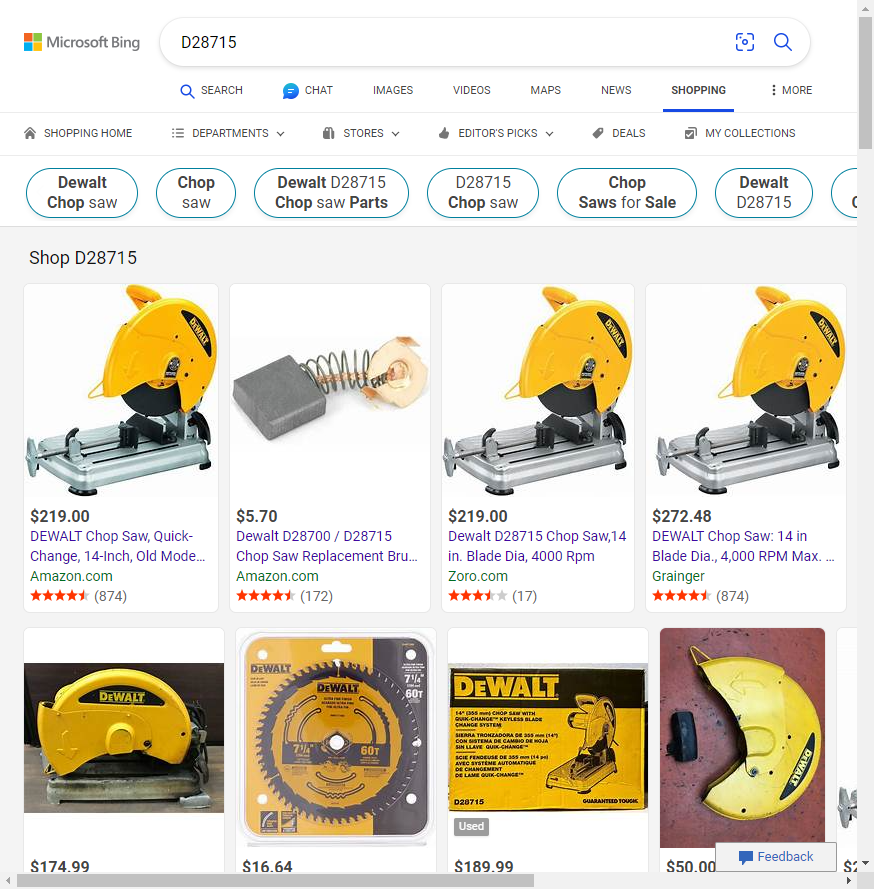 Microsoft Bing
D28715
SEARCH
CHAT
IMAGES
VIDEOS
MAPS
NEWS
SHOPPING
MORE
SHOPPING HOME
DEPARTMENTS
STORES
EDITOR'S PICKS
DEALS
MY COLLECTIONS
Dewalt
Chop saw
Chop
saw
Dewalt D28715
Chop saw Parts
D28715
Chop saw
Chop
Saws for Sale
Dewalt
D28715
Shop D28715
DEWALT
DEWALT
DEWALT
$219.00
DEWALT Chop Saw, Quick-
Change, 14-Inch, Old Mode...
Amazon.com
(874)
$5.70
Dewalt D28700 / D28715
Chop Saw Replacement Bru...
Amazon.com
(172)
$219.00
Dewalt D28715 Chop Saw,14
in. Blade Dia, 4000 Rpm
Zoro.com
(17)
$272.48
DEWALT Chop Saw: 14 in
Blade Dia., 4,000 RPM Max. ...
Grainger
(874)
DEWALT
DEWALT
7 1/4"
60T
DEWALT
7 1/4"
60T
DEWALT
14" (355 mm) CHOP SAW WITH
QUIK-CHANGE™ KEYLESS BLADE
CHANGE SYSTEM
SIERRA TRONZADORA DE 355 mm (14")
CON SISTEMA DE CAMBIO DE HOJA
SIN LLAVE QUIK-CHANGE™
SCIE FENDEUSE DE 355 mm (14 po)
AVEC SYSTÈME AUTOMATIQUE
DE CHANGEMENT
DE LAME QUIK-CHANGE™
D28715
GUARANTEED TOUGH.
Used
DEWALT
$174.99
$16.64
$189.99
$50.00
Feedback